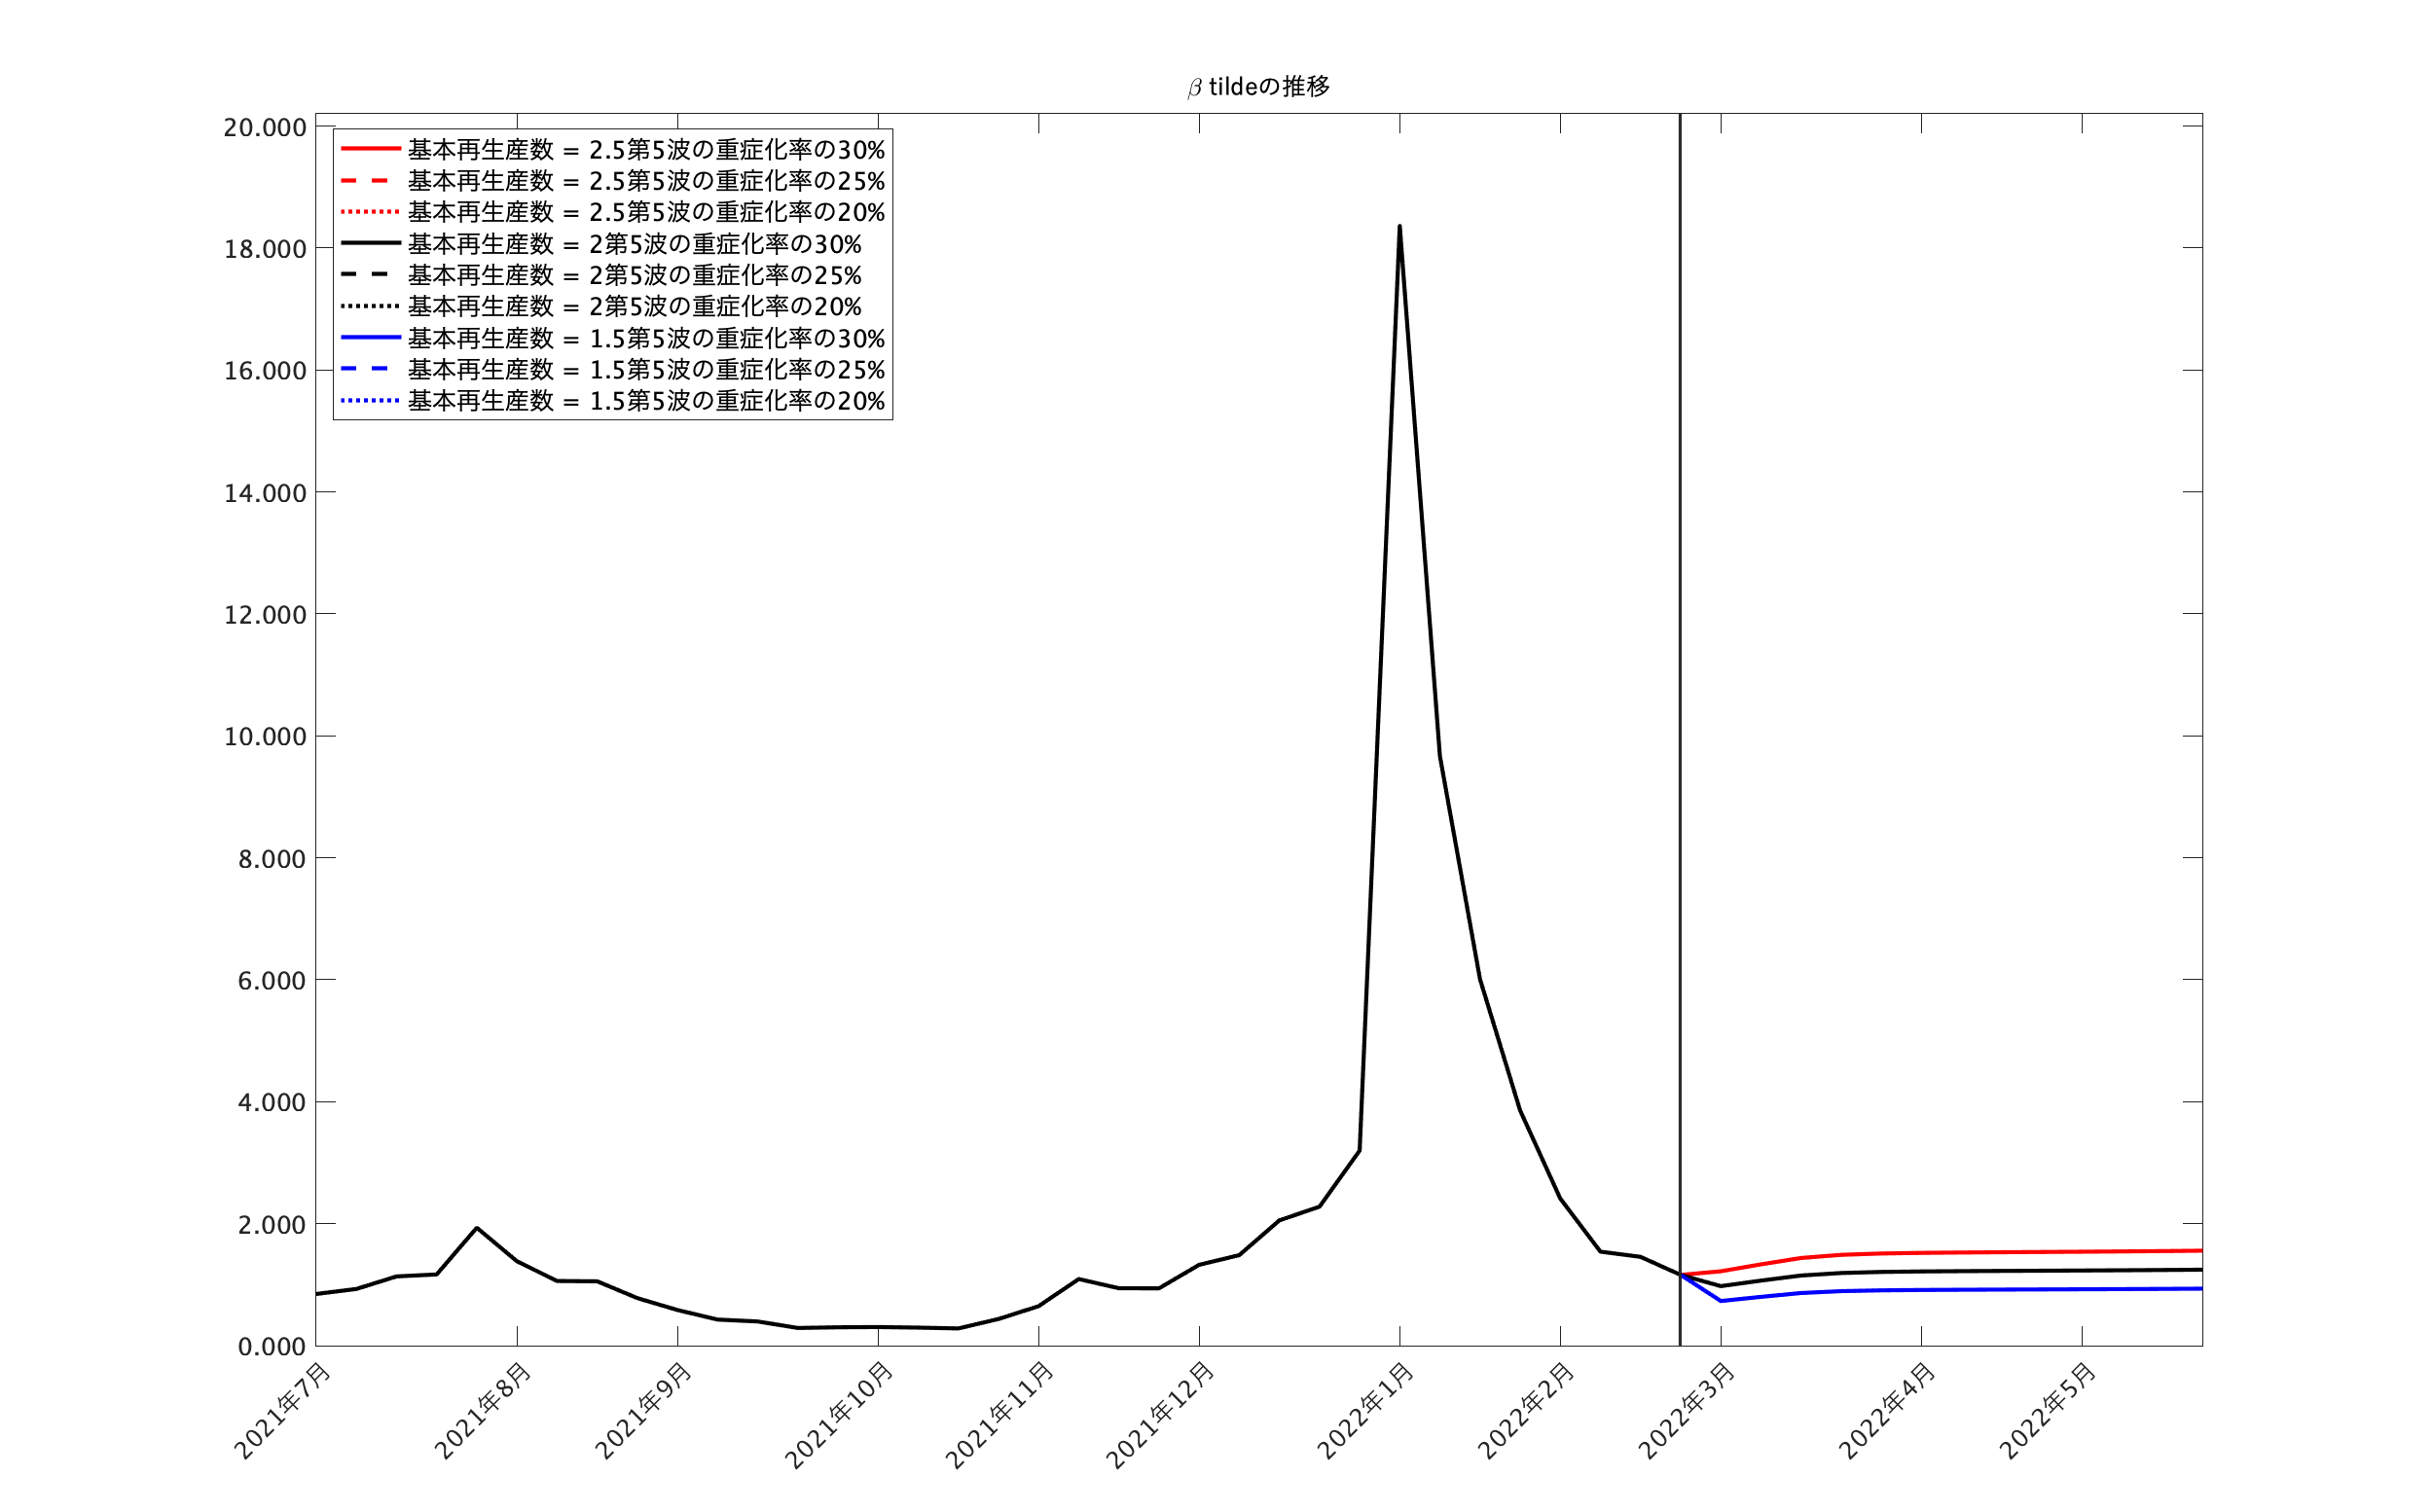 β tildeの推移
20.000
18.000
16.000
14.000
12.000
10.000
8.000
6.000
4.000
2.000
0.000
基本再生産数 = 2.5第5波の重症化率の30%
基本再生産数 = 2.5第5波の重症化率の25%
基本再生産数 = 2.5第5波の重症化率の20%
基本再生産数 = 2第5波の重症化率の30%
基本再生産数 = 2第5波の重症化率の25%
基本再生産数 = 2第5波の重症化率の20%
基本再生産数 = 1.5第5波の重症化率の30%
基本再生産数 = 1.5第5波の重症化率の25%
基本再生産数 = 1.5第5波の重症化率の20%
2021年7月
2021年8月
2021年9月
2021年10月
2021年11月
2021年12月
2022年1月
2022年2月
2022年3月
2022年4月
2022年5月